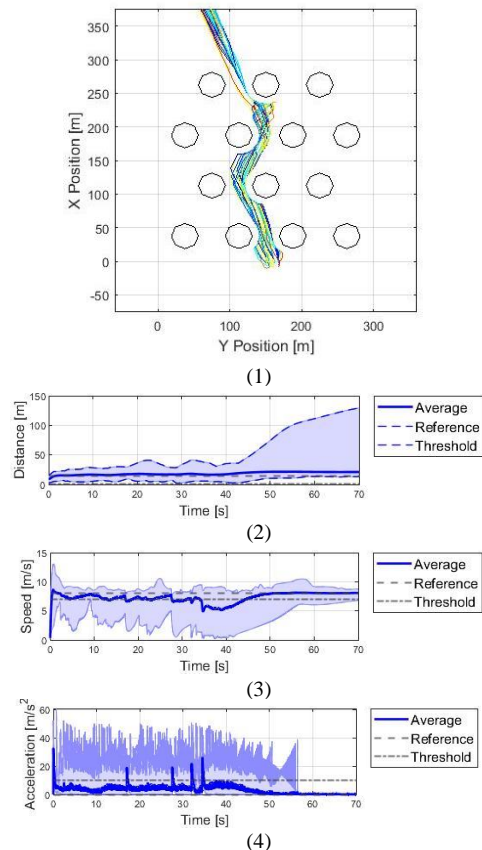 350
300
250
200
150
100
50
0
-50
X Position [m]
0 100 200 300
Y Position [m]
(1)
150
100
50
0
Distance [m]
0 10 20 30 40 50 60 70
Time [s]
Average
Reference
Threshold
(2)
15
10
5
0
Speed [m/s]
0 10 20 30 40 50 60 70
Time [s]
Average
Reference
Threshold
(3)
60
40
20
0
Acceleration [m/s²]
0 10 20 30 40 50 60 70
Time [s]
Average
Reference
Threshold
(4)